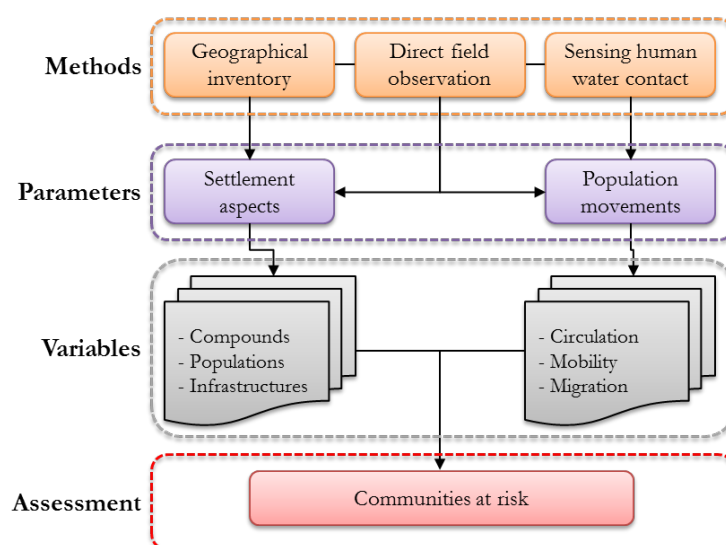 Methods
Geographical
inventory
Direct field
observation
Sensing human
water contact
Parameters
Settlement
aspects
Population
movements
Variables
- Compounds
- Populations
- Infrastructures
- Circulation
- Mobility
- Migration
Assessment
Communities at risk